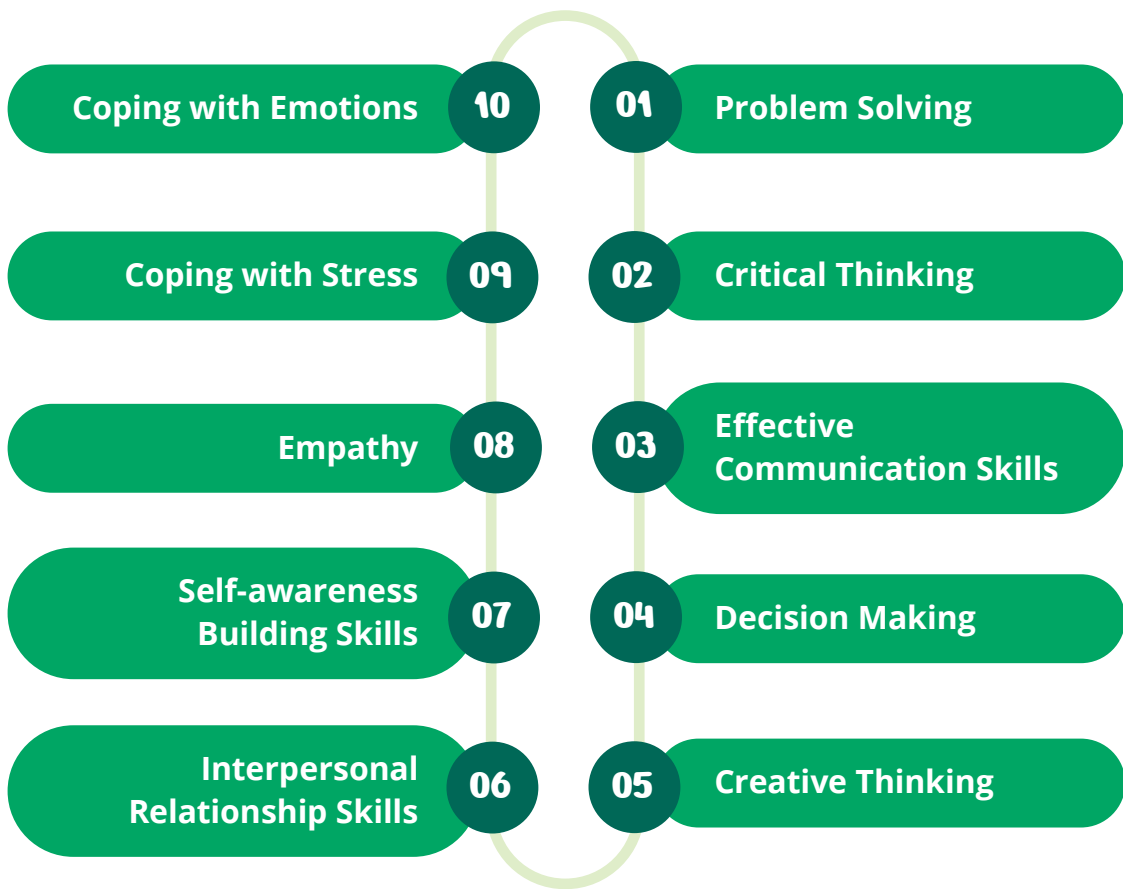 10
Coping with Emotions
01
Problem Solving
09
Coping with Stress
02
Critical Thinking
08
Empathy
03
Effective
Communication Skills
07
Self-awareness
Building Skills
04
Decision Making
06
Interpersonal
Relationship Skills
05
Creative Thinking